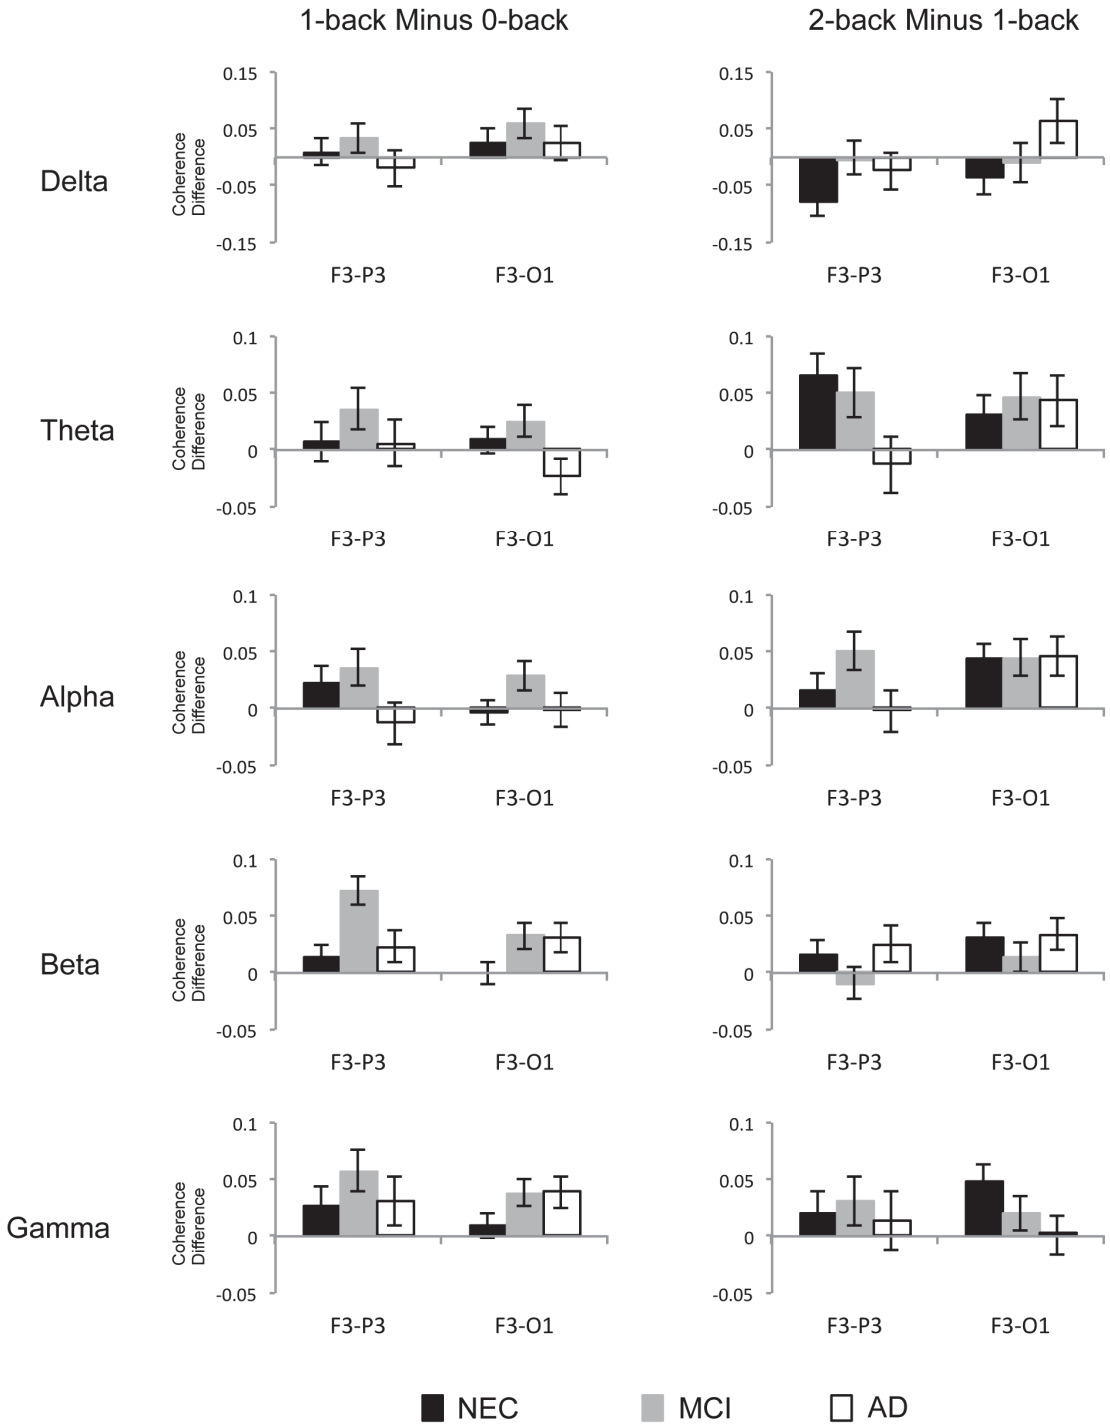 1-back Minus 0-back 2-back Minus 1-back
Delta
Coherence
Difference
0.15
0.05
-0.05
-0.15
F3-P3 F3-O1
0.15
0.05
-0.05
-0.15
F3-P3 F3-O1
Theta
Coherence
Difference
0.1
0.05
0
-0.05
F3-P3 F3-O1
Coherence
Difference
0.1
0.05
0
-0.05
F3-P3 F3-O1
Alpha
Coherence
Difference
0.1
0.05
0
-0.05
F3-P3 F3-O1
0.1
0.05
0
-0.05
F3-P3 F3-O1
Beta
Coherence
Difference
0.1
0.05
0
-0.05
F3-P3 F3-O1
0.1
0.05
0
-0.05
F3-P3 F3-O1
Gamma
Coherence
Difference
0.1
0.05
0
-0.05
F3-P3 F3-O1
0.1
0.05
0
-0.05
F3-P3 F3-O1
NEC MCI AD